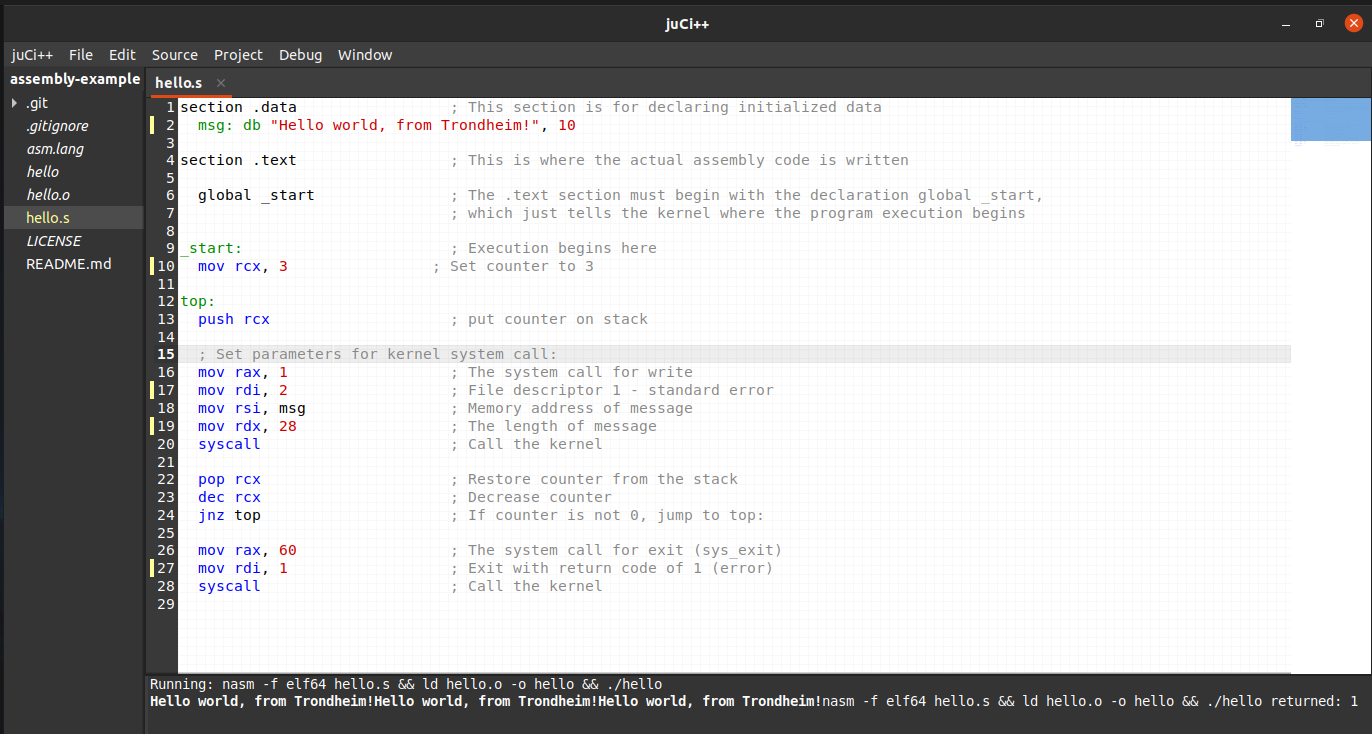 juCi++
juCi++ File Edit Source Project Debug Window
assembly-example
.git
.gitignore
asm.lang
hello
hello.o
hello.s
LICENSE
README.md
hello.s
1 section .data ; This section is for declaring initialized data
2 msg: db "Hello world, from Trondheim!", 10
3
4 section .text ; This is where the actual assembly code is written
5
6 global _start ; The .text section must begin with the declaration global _start,
7 ; which just tells the kernel where the program execution begins
8
9 _start: ; Execution begins here
10 mov rcx, 3 ; Set counter to 3
11
12 top:
13 push rcx ; put counter on stack
14
15 ; Set parameters for kernel system call:
16 mov rax, 1 ; The system call for write
17 mov rdi, 2 ; File descriptor 1 - standard error
18 mov rsi, msg ; Memory address of message
19 mov rdx, 28 ; The length of message
20 syscall ; Call the kernel
21
22 pop rcx ; Restore counter from the stack
23 dec rcx ; Decrease counter
24 jnz top ; If counter is not 0, jump to top:
25
26 mov rax, 60 ; The system call for exit (sys_exit)
27 mov rdi, 1 ; Exit with return code of 1 (error)
28 syscall ; Call the kernel
29
Running: nasm -f elf64 hello.s && ld hello.o -o hello && ./hello
Hello world, from Trondheim!Hello world, from Trondheim!Hello world, from Trondheim!nasm -f elf64 hello.s && ld hello.o -o hello && ./hello returned: 1